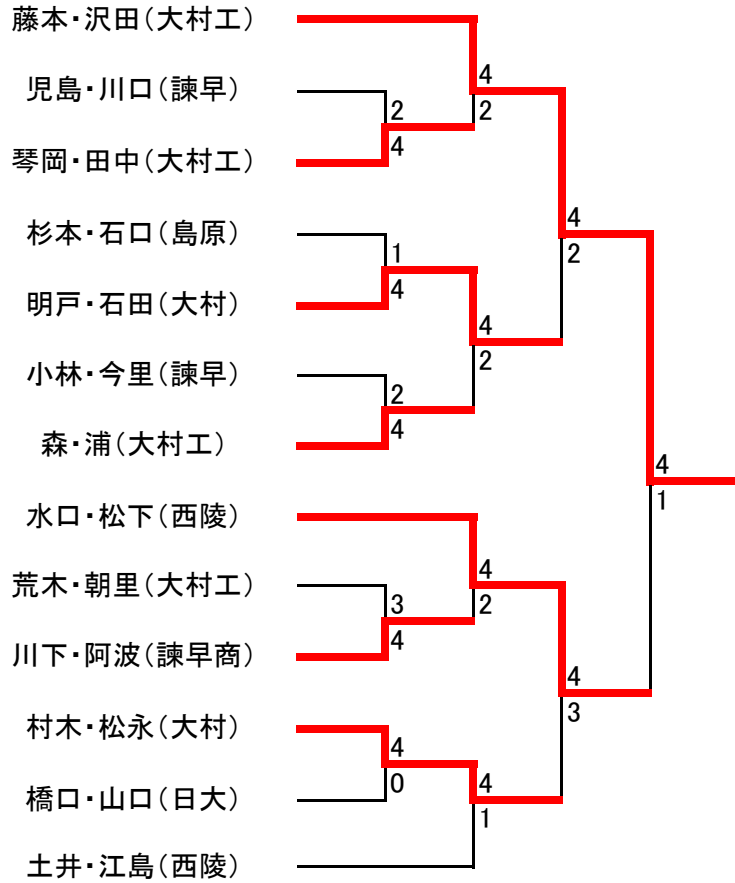 藤本・沢田(大村工)
4
児島・川口(諫早)
2
2
琴岡・田中(大村工)
4
4
杉本・石口(島原)
2
1
明戸・石田(大村)
4
4
2
小林・今里(諫早)
2
森・浦(大村工)
4
4
1
水口・松下(西陵)
4
荒木・朝里(大村工)
3
2
川下・阿波(諫早商)
4
4
3
村木・松永(大村)
4
橋口・山口(日大)
0
4
1
土井・江島(西陵)